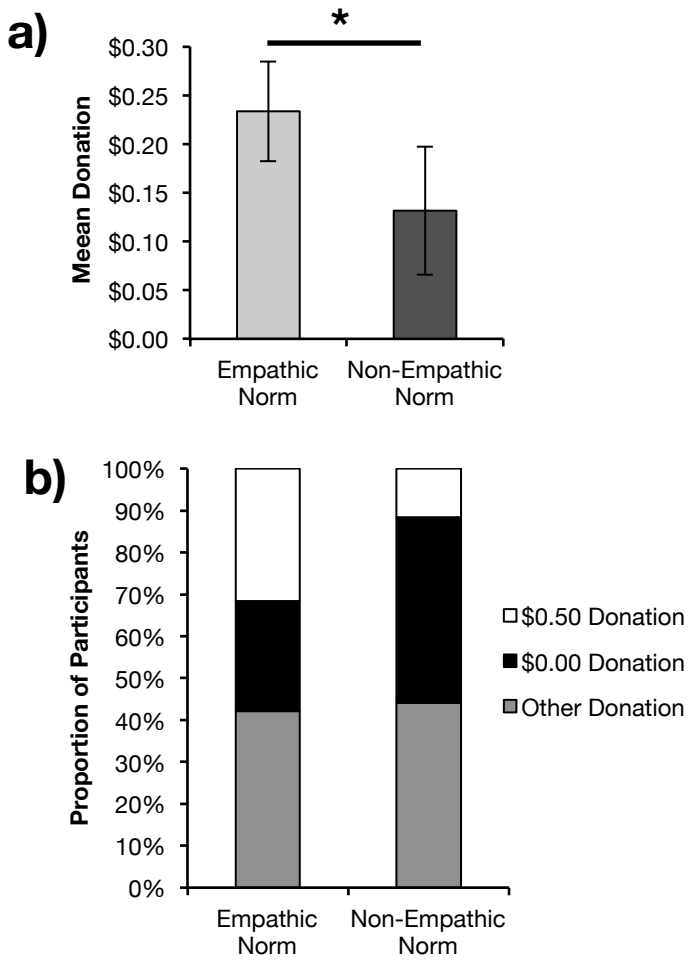 a)
*
Meean Donation
$0.30
$0.25
$0.20
$0.15
$0.10
$0.05
$0.00
Empathic Norm
Non-Empathic Norm
b)
Proportion of Participants
100%
90%
80%
70%
60%
50%
40%
30%
20%
10%
0%
Empathic Norm
Non-Empathic Norm
$0.50 Donation
$0.00 Donation
Other Donation